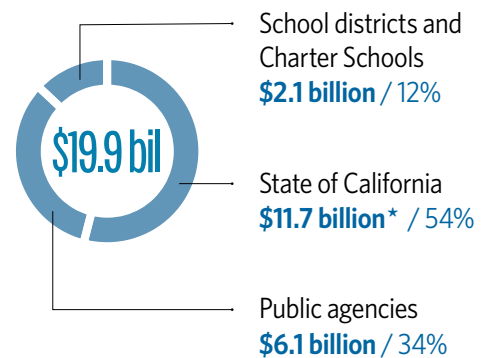 School districts and
Charter Schools
$2.1 billion / 12%
$19.9 bil
State of California
$11.7 billion* / 54%
Public agencies
$6.1 billion / 34%